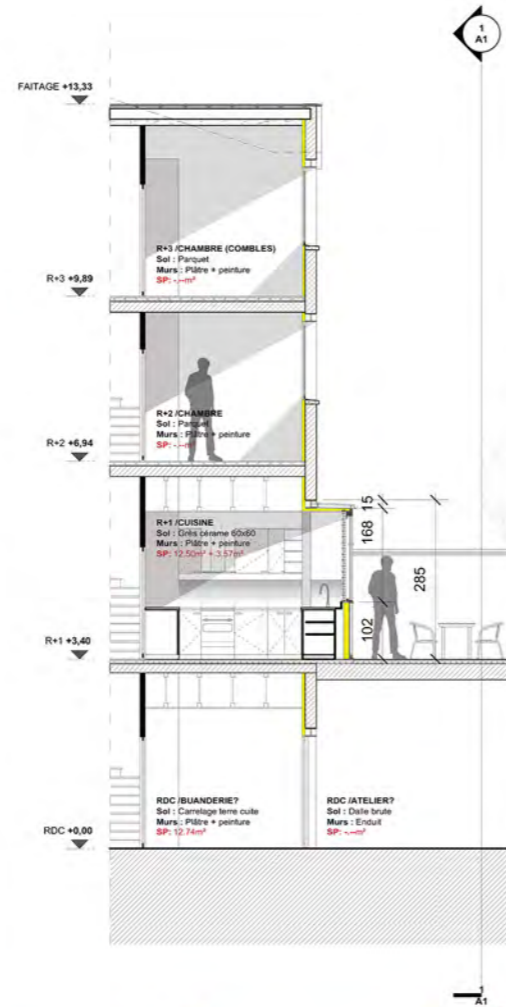 1
A1
FAITAGE +13,33
R+3 /CHAMBRE (COMBLES)
Sol : Parquet
Murs : Plâtre + peinture
SP: -.--m²
R+3 +9,89
R+2 /CHAMBRE
Sol : Parquet
Murs : Plâtre + peinture
SP: -.--m²
R+2 +6,94
15
168
285
102
R+1 /CUISINE
Sol : Grès cérame 60x60
Murs : Plâtre + peinture
SP: 12.50m² + 3.57m²
R+1 +3,40
RDC /BUANDERIE?
Sol : Carrelage terre cuite
Murs : Plâtre + peinture
SP: 12.74m²
RDC /ATELIER?
Sol : Dalle brute
Murs : Enduit
SP: -.--m²
RDC +0,00
1
A1